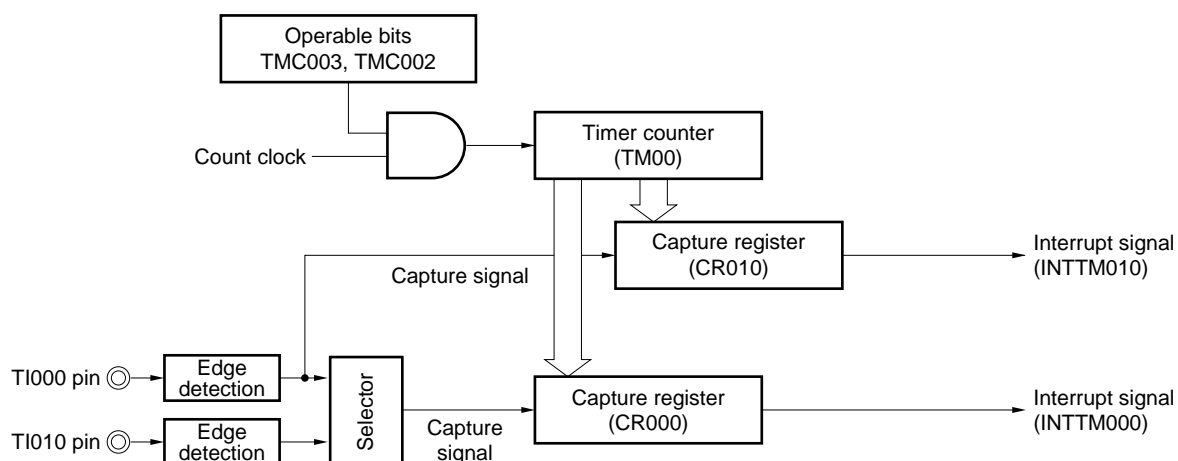 Operable bits
TMC003, TMC002
Count clock
Timer counter
(TM00)
Capture register
(CR010)
Interrupt signal
(INTTM010)
Capture signal
TI000 pin
Edge
detection
Selector
Capture register
(CR000)
Interrupt signal
(INTTM000)
TI010 pin
Edge
detection
Capture
signal